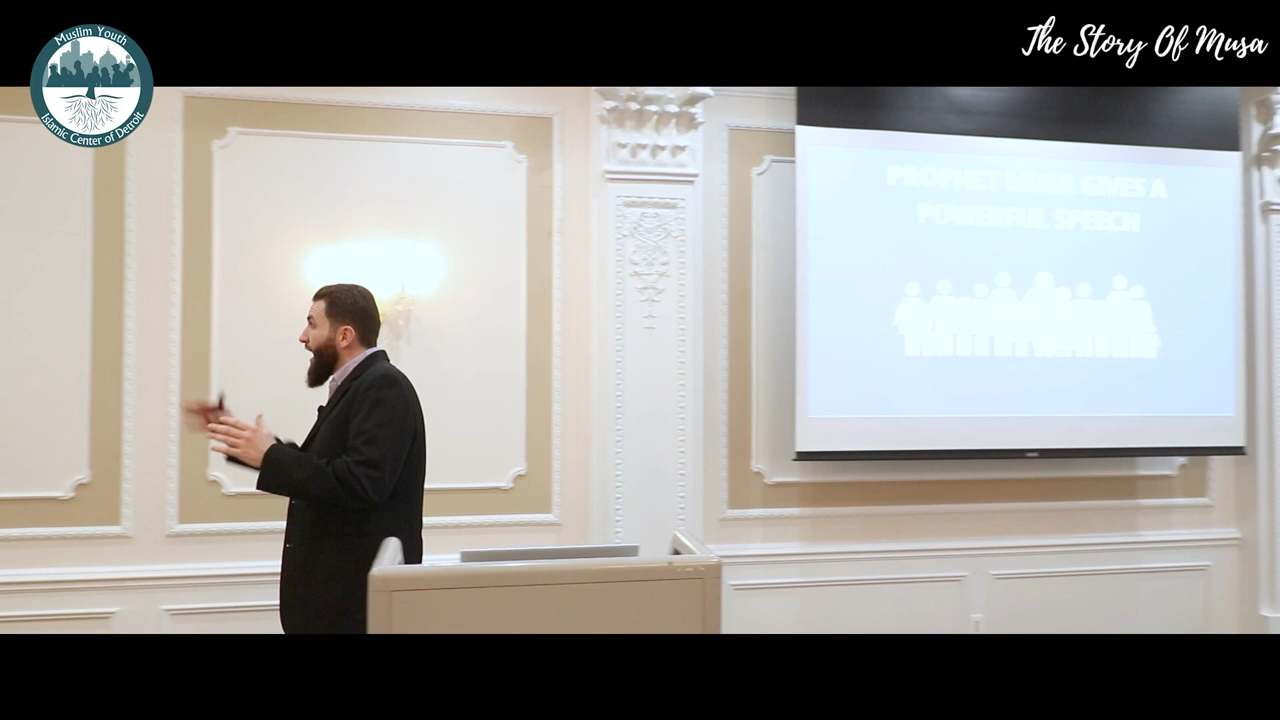 Muslim Youth
Islamic Center of Detroit
The Story Of Musa
PROPHET MUSA GIVES A
POWERFUL SPEECH